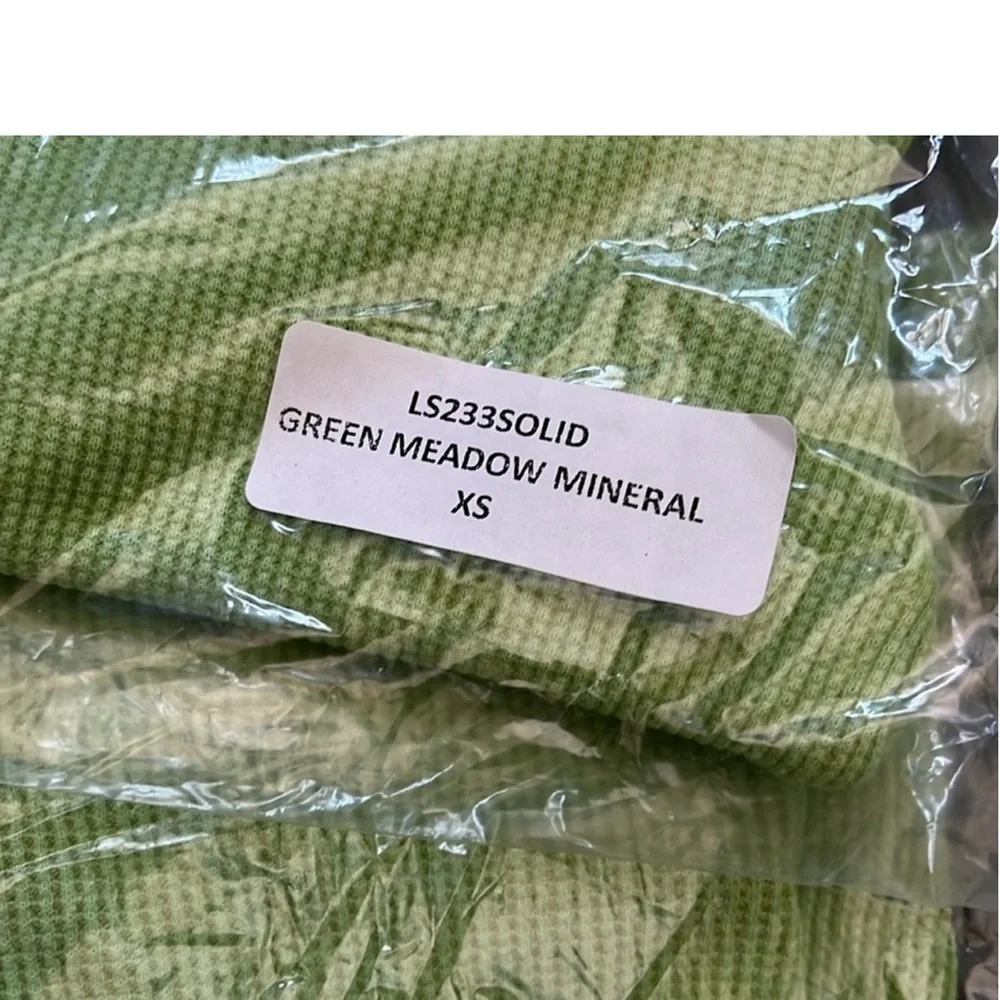 LS233SOLID
GREEN MEADOW MINERAL
XS